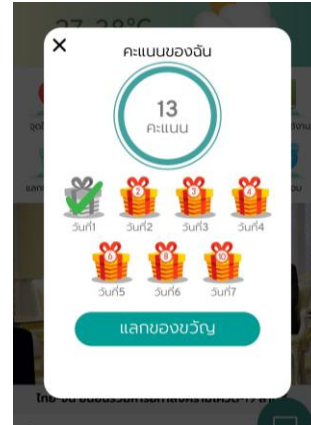 27-38°C
×
คะแนนของฉัน
13
คะแนน
2 3 4
วันที่1 วันที่2 วันที่3 วันที่4
6 8 10
วันที่5 วันที่6 วันที่7
แลกของขวัญ